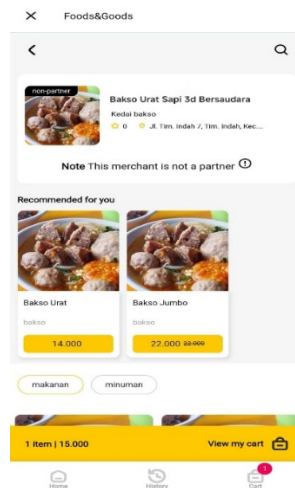 Foods&Goods
non-partner
Bakso Urat Sapi 3d Bersaudara
Kedai bakso
0 Jl. Tim. Indah 7, Tim. Indah, Kec....
Note This merchant is not a partner
Recommended for you
Bakso Urat
bakso
14.000
Bakso Jumbo
bakso
22.000 23.000
makanan
minuman
1 item | 15.000
View my cart
1
Home
History
Cart